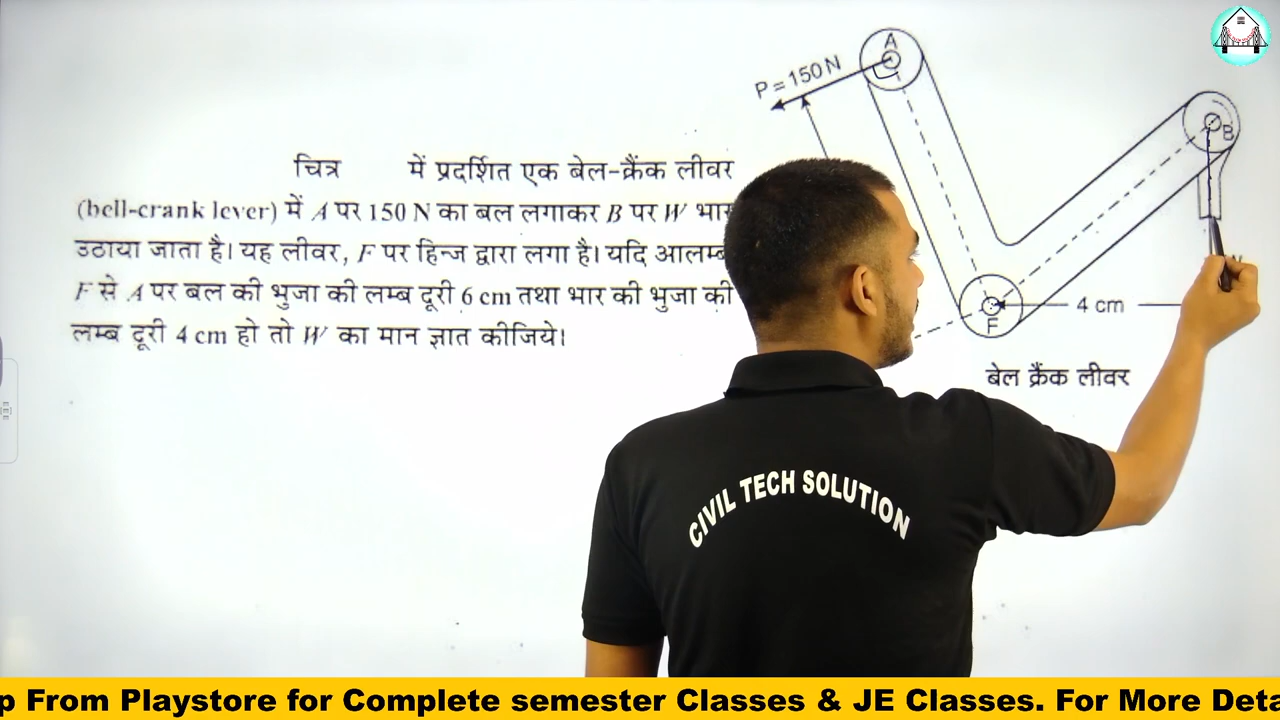 A
P = 150 N
B
चित्र में प्रदर्शित एक बेल-क्रैंक लीवर
(bell-crank lever) में A पर 150 N का बल लगाकर B पर W भार
उठाया जाता है। यह लीवर, F पर हिन्ज द्वारा लगा है। यदि आलम्ब
F से A पर बल की भुजा की लम्ब दूरी 6 cm तथा भार की भुजा की
लम्ब दूरी 4 cm हो तो W का मान ज्ञात कीजिये।
4 cm
F
बेल क्रैंक लीवर
CIVIL TECH SOLUTION
From Playstore for Complete semester Classes & JE Classes. For More